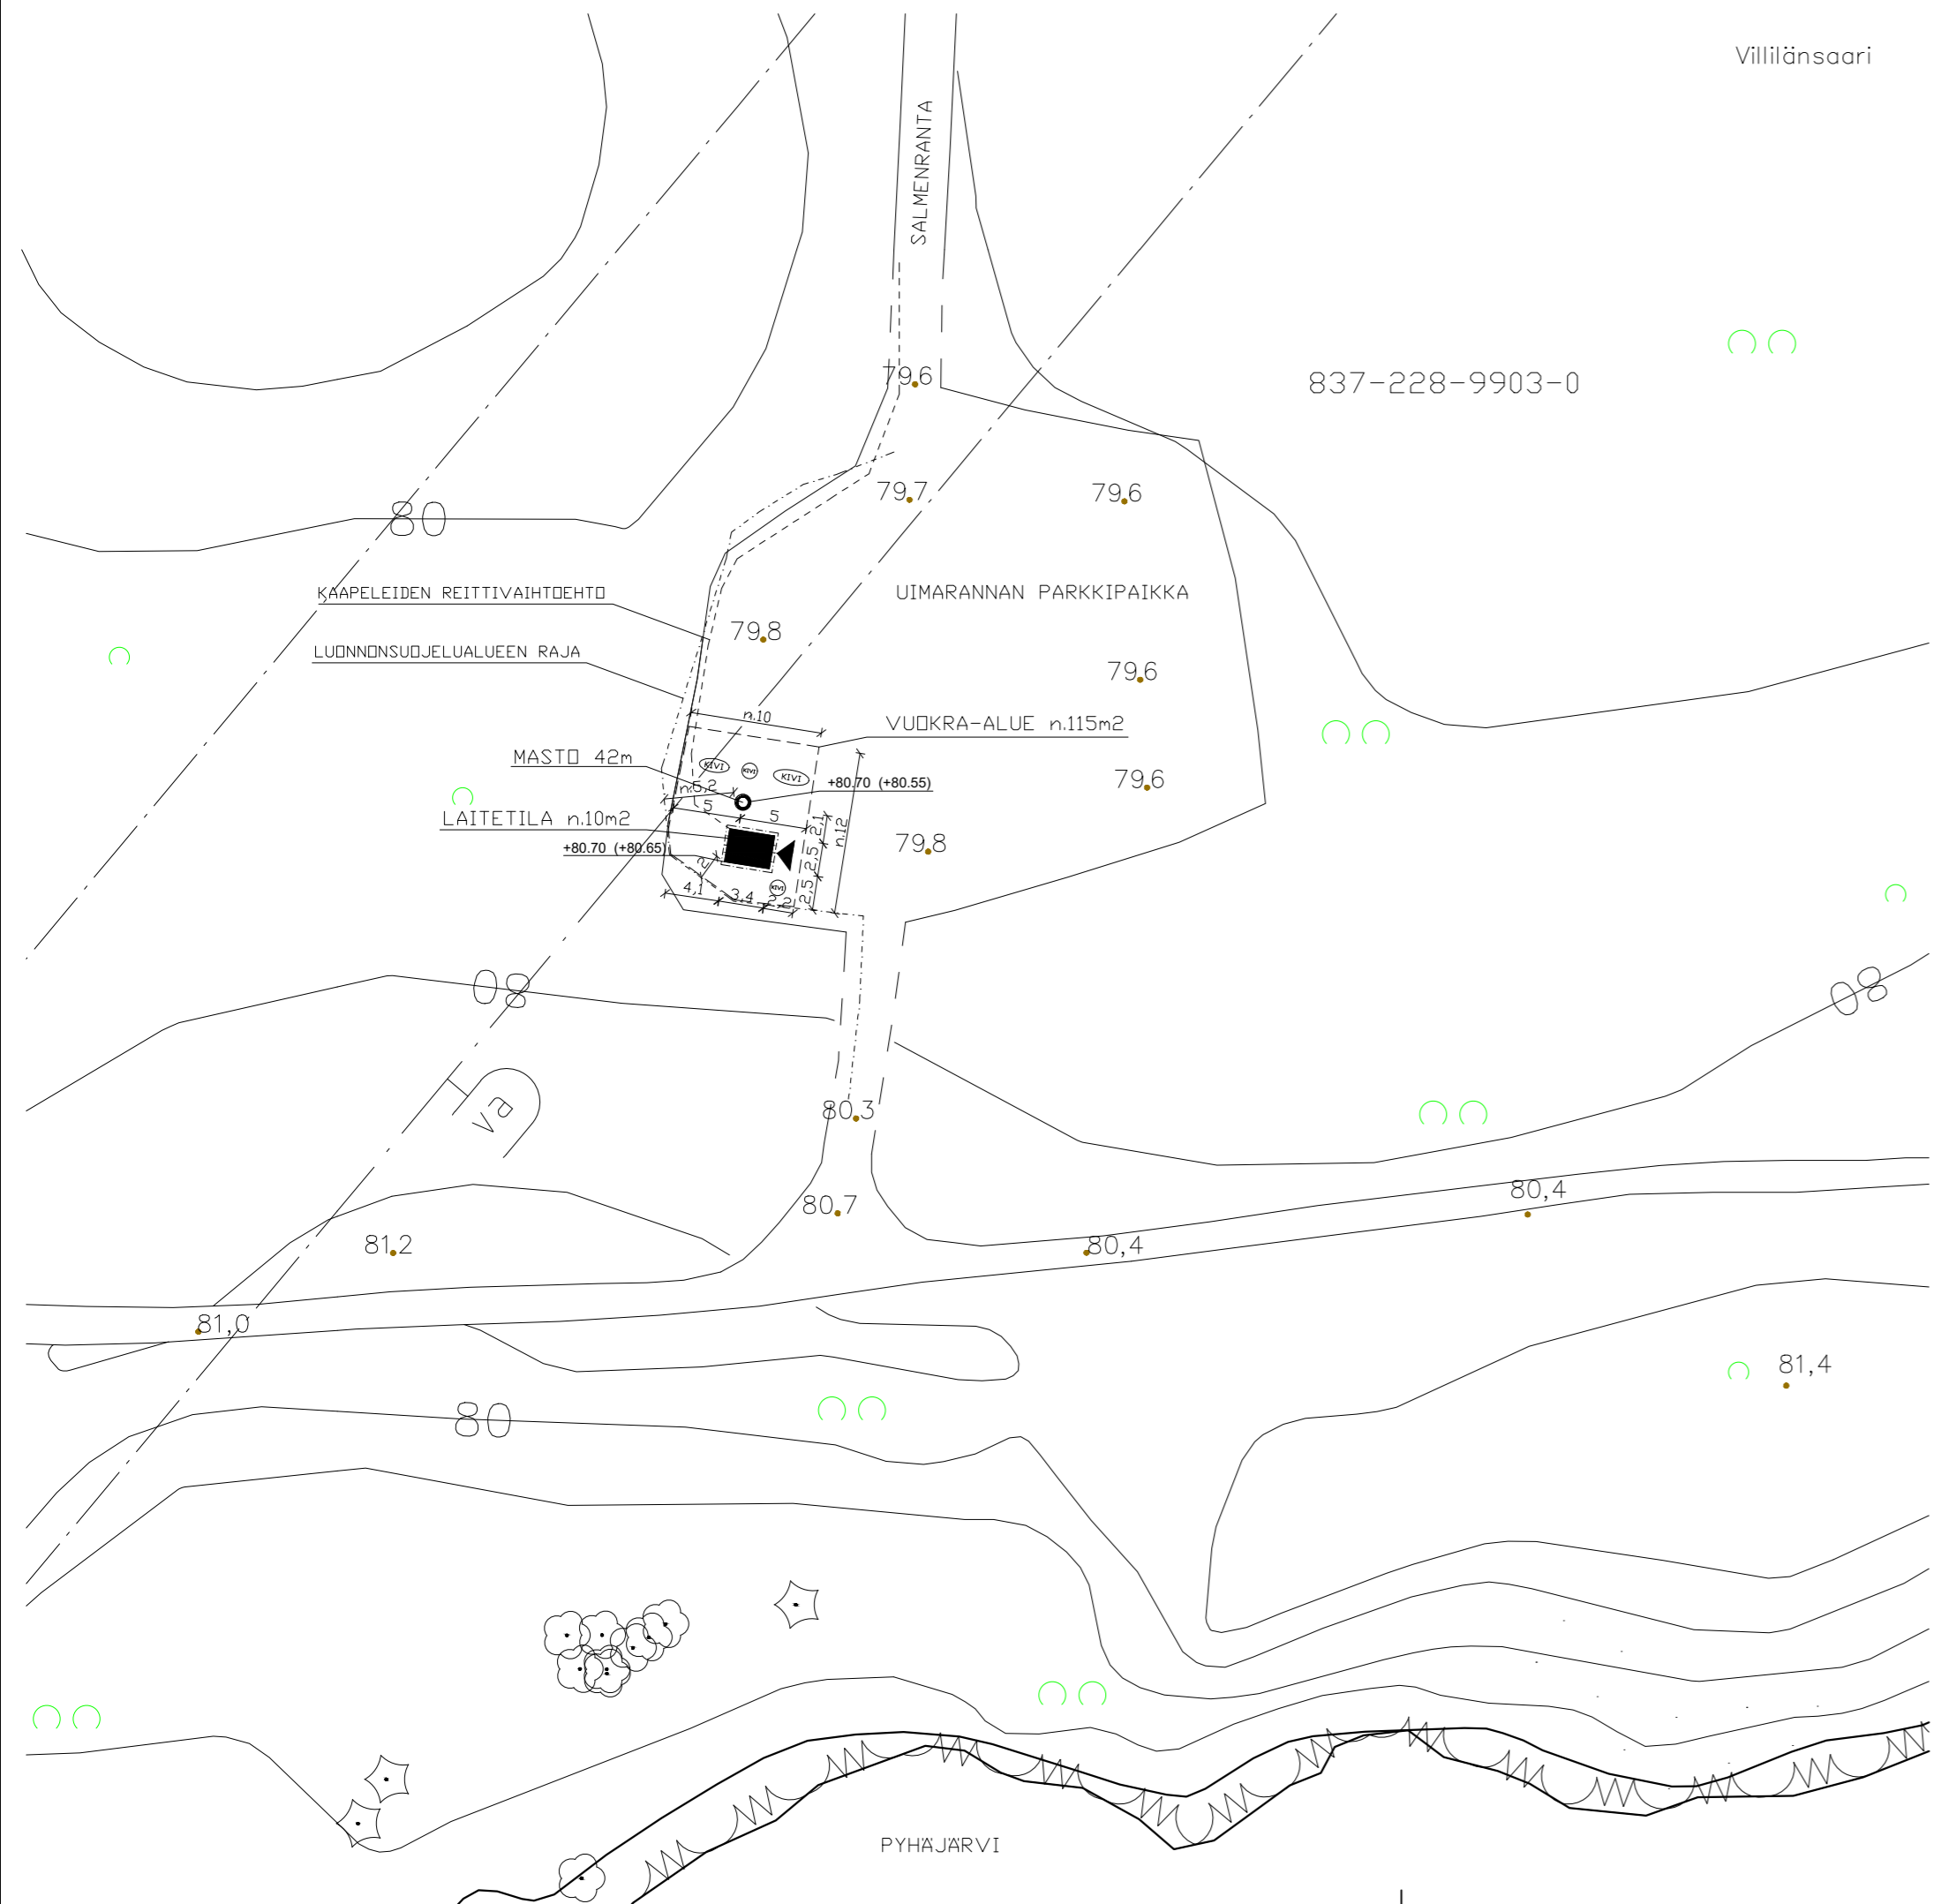 Villilänsaari
SALMENRANTA
79.6
837-228-9903-0
79.7
79.6
80
KAAPELEIDEN REITTIVAIHTOEHTO
UIMARANNAN PARKKIPAIKKA
79.8
LUONNONSUOJELUALUEEN RAJA
79.6
n.10
VUOKRA-ALUE n.115m2
MASTO 42m
KIVI
KIVI
KIVI
79.6
+80.70 (+80.55)
n.5,2
5
5
LAITETILA n.10m2
2,1
n.12
79.8
+80.70 (+80.65)
2
2,5
KIVI
4,1
3,4
2,2
2,5
80
80
va
80.3
80.7
80,4
81.2
80,4
81,0
81,4
80
PYHÄJÄRVI